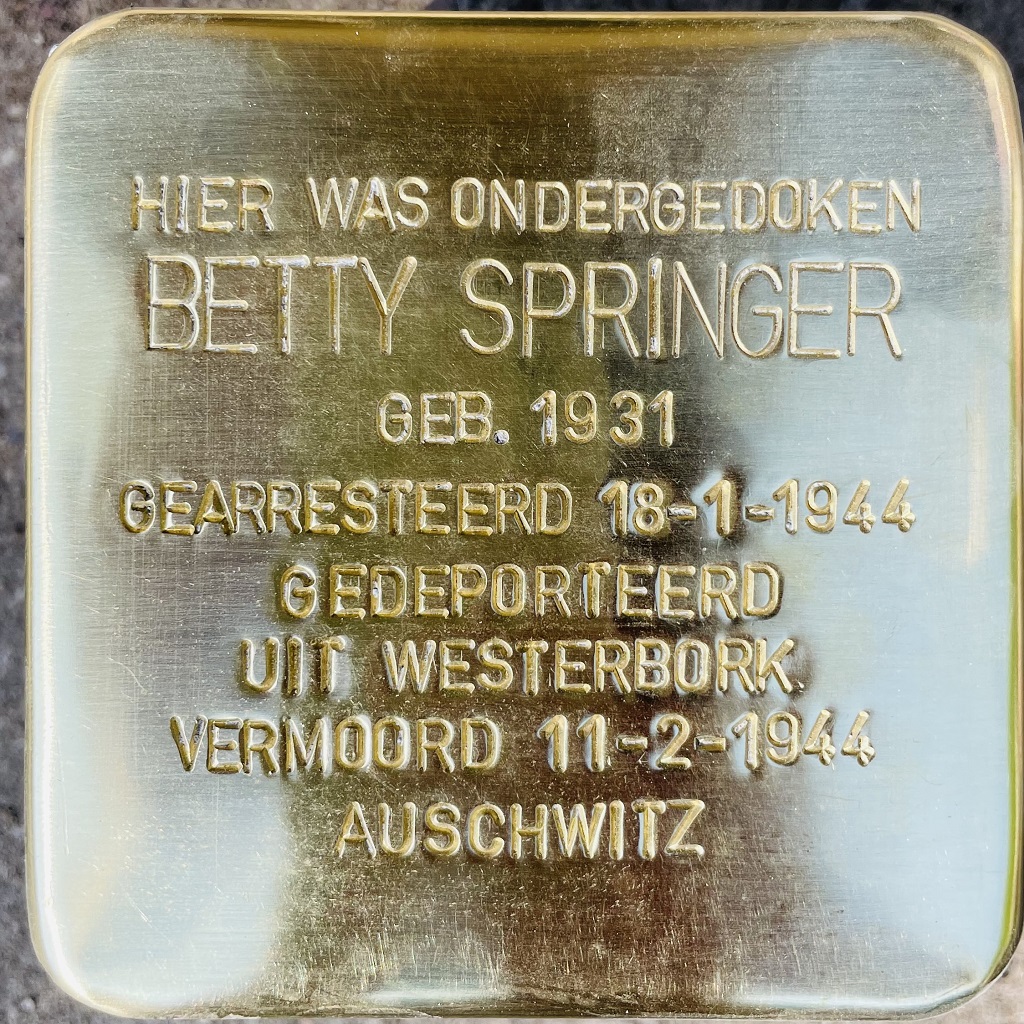 HIER WAS ONDERGEDOKEN
BETTY SPRINGER
GEB. 1931
GEARRESTEERD 18-1-1944
GEDEPORTEERD
UIT WESTERBORK
VERMOORD 11-2-1944
AUSCHWITZ